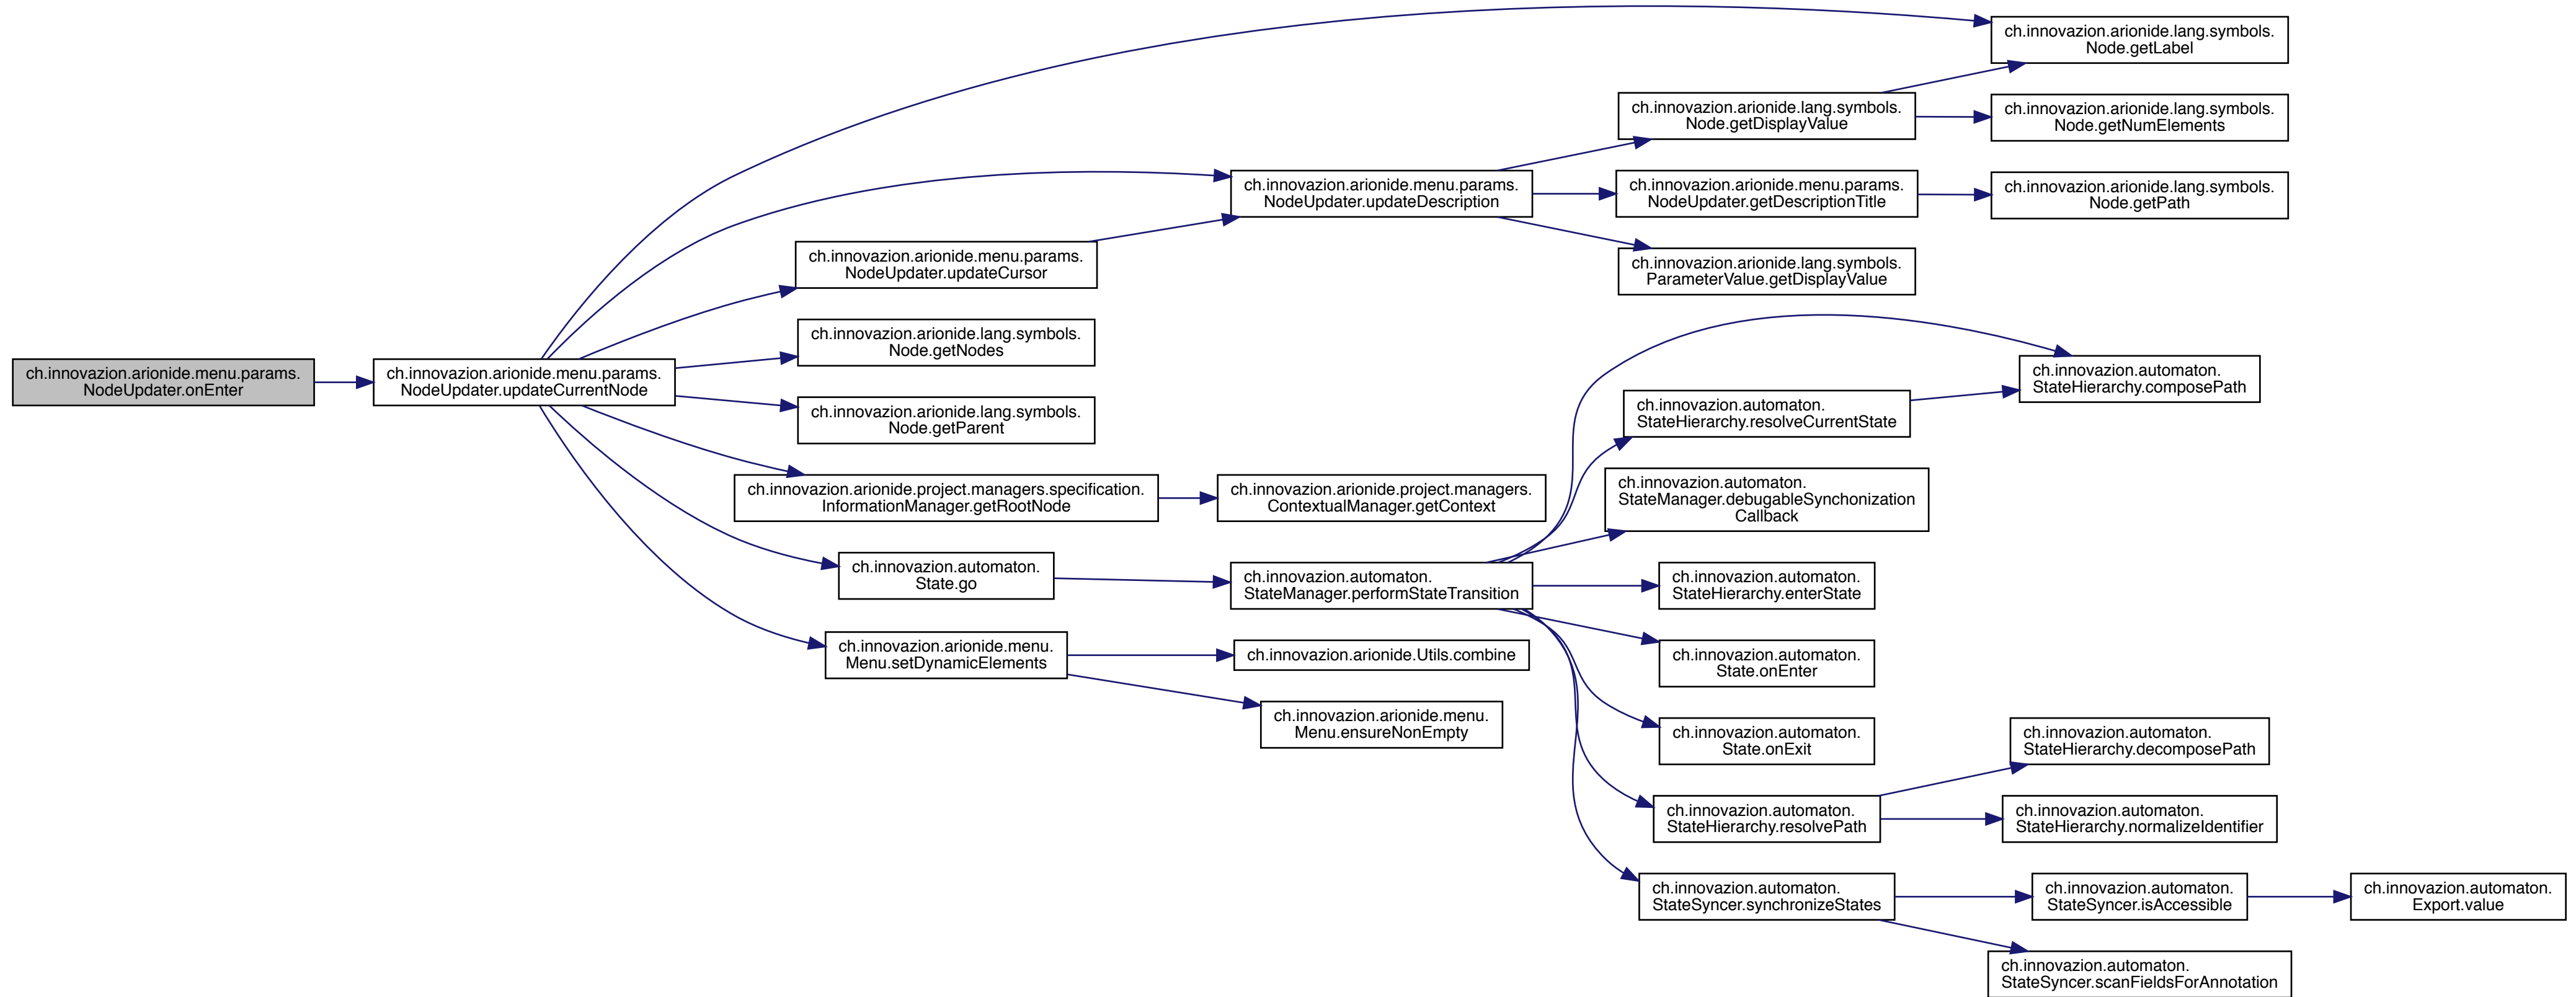 ch.innovazion.arionide.menu.params.
NodeUpdater.onEnter
ch.innovazion.arionide.menu.params.
NodeUpdater.updateCurrentNode
ch.innovazion.arionide.lang.symbols.
Node.getLabel
ch.innovazion.arionide.menu.params.
NodeUpdater.updateDescription
ch.innovazion.arionide.lang.symbols.
Node.getDisplayValue
ch.innovazion.arionide.lang.symbols.
Node.getNumElements
ch.innovazion.arionide.menu.params.
NodeUpdater.getDescriptionTitle
ch.innovazion.arionide.lang.symbols.
Node.getPath
ch.innovazion.arionide.lang.symbols.
ParameterValue.getDisplayValue
ch.innovazion.arionide.menu.params.
NodeUpdater.updateCursor
ch.innovazion.arionide.lang.symbols.
Node.getNodes
ch.innovazion.arionide.lang.symbols.
Node.getParent
ch.innovazion.arionide.project.managers.specification.
InformationManager.getRootNode
ch.innovazion.arionide.project.managers.
ContextualManager.getContext
ch.innovazion.automaton.
State.go
ch.innovazion.automaton.
StateManager.performStateTransition
ch.innovazion.automaton.
StateHierarchy.composePath
ch.innovazion.automaton.
StateHierarchy.resolveCurrentState
ch.innovazion.automaton.
StateManager.debugableSynchonization
Callback
ch.innovazion.automaton.
StateHierarchy.enterState
ch.innovazion.automaton.
State.onEnter
ch.innovazion.automaton.
State.onExit
ch.innovazion.automaton.
StateHierarchy.resolvePath
ch.innovazion.automaton.
StateHierarchy.decomposePath
ch.innovazion.automaton.
StateHierarchy.normalizeIdentifier
ch.innovazion.automaton.
StateSyncer.synchronizeStates
ch.innovazion.automaton.
StateSyncer.isAccessible
ch.innovazion.automaton.
Export.value
ch.innovazion.automaton.
StateSyncer.scanFieldsForAnnotation
ch.innovazion.arionide.menu.
Menu.setDynamicElements
ch.innovazion.arionide.Utils.combine
ch.innovazion.arionide.menu.
Menu.ensureNonEmpty